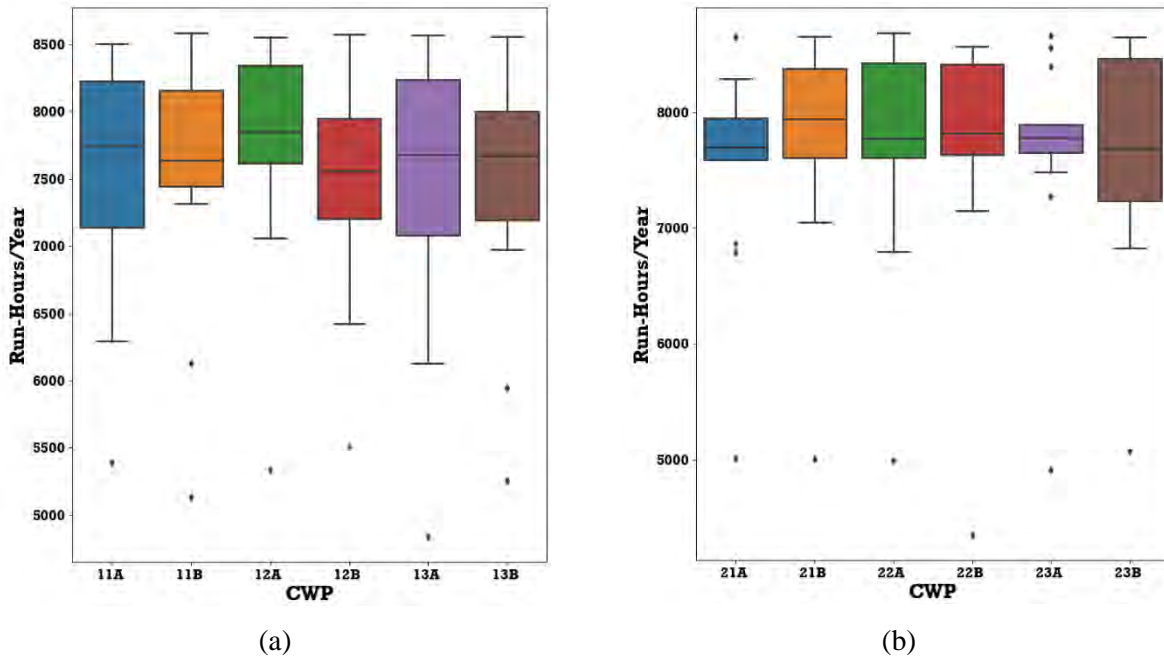 8500
8000
7500
7000
6500
6000
5500
5000
Run-Hours/Year
11A 11B 12A 12B 13A 13B
CWP
(a)
8000
7000
6000
5000
Run-Hours/Year
21A 21B 22A 22B 23A 23B
CWP
(b)